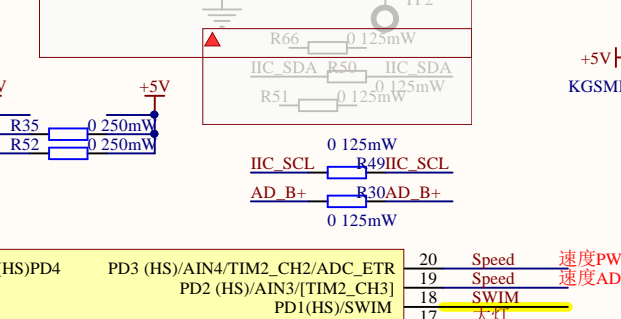 R66 0 125mW
IIC_SDA R50 IIC_SDA
0 125mW
R51 0 125mW
+5V
+5V
R35 0 250mW
R52 0 250mW
0 125mW
IIC_SCL R49 IIC_SCL
AD_B+ R30 AD_B+
0 125mW
(HS)PD4 PD3 (HS)/AIN4/TIM2_CH2/ADC_ETR 20 Speed 速度PW
PD2 (HS)/AIN3/[TIM2_CH3] 19 Speed 速度AD
PD1(HS)/SWIM 18 SWIM
17